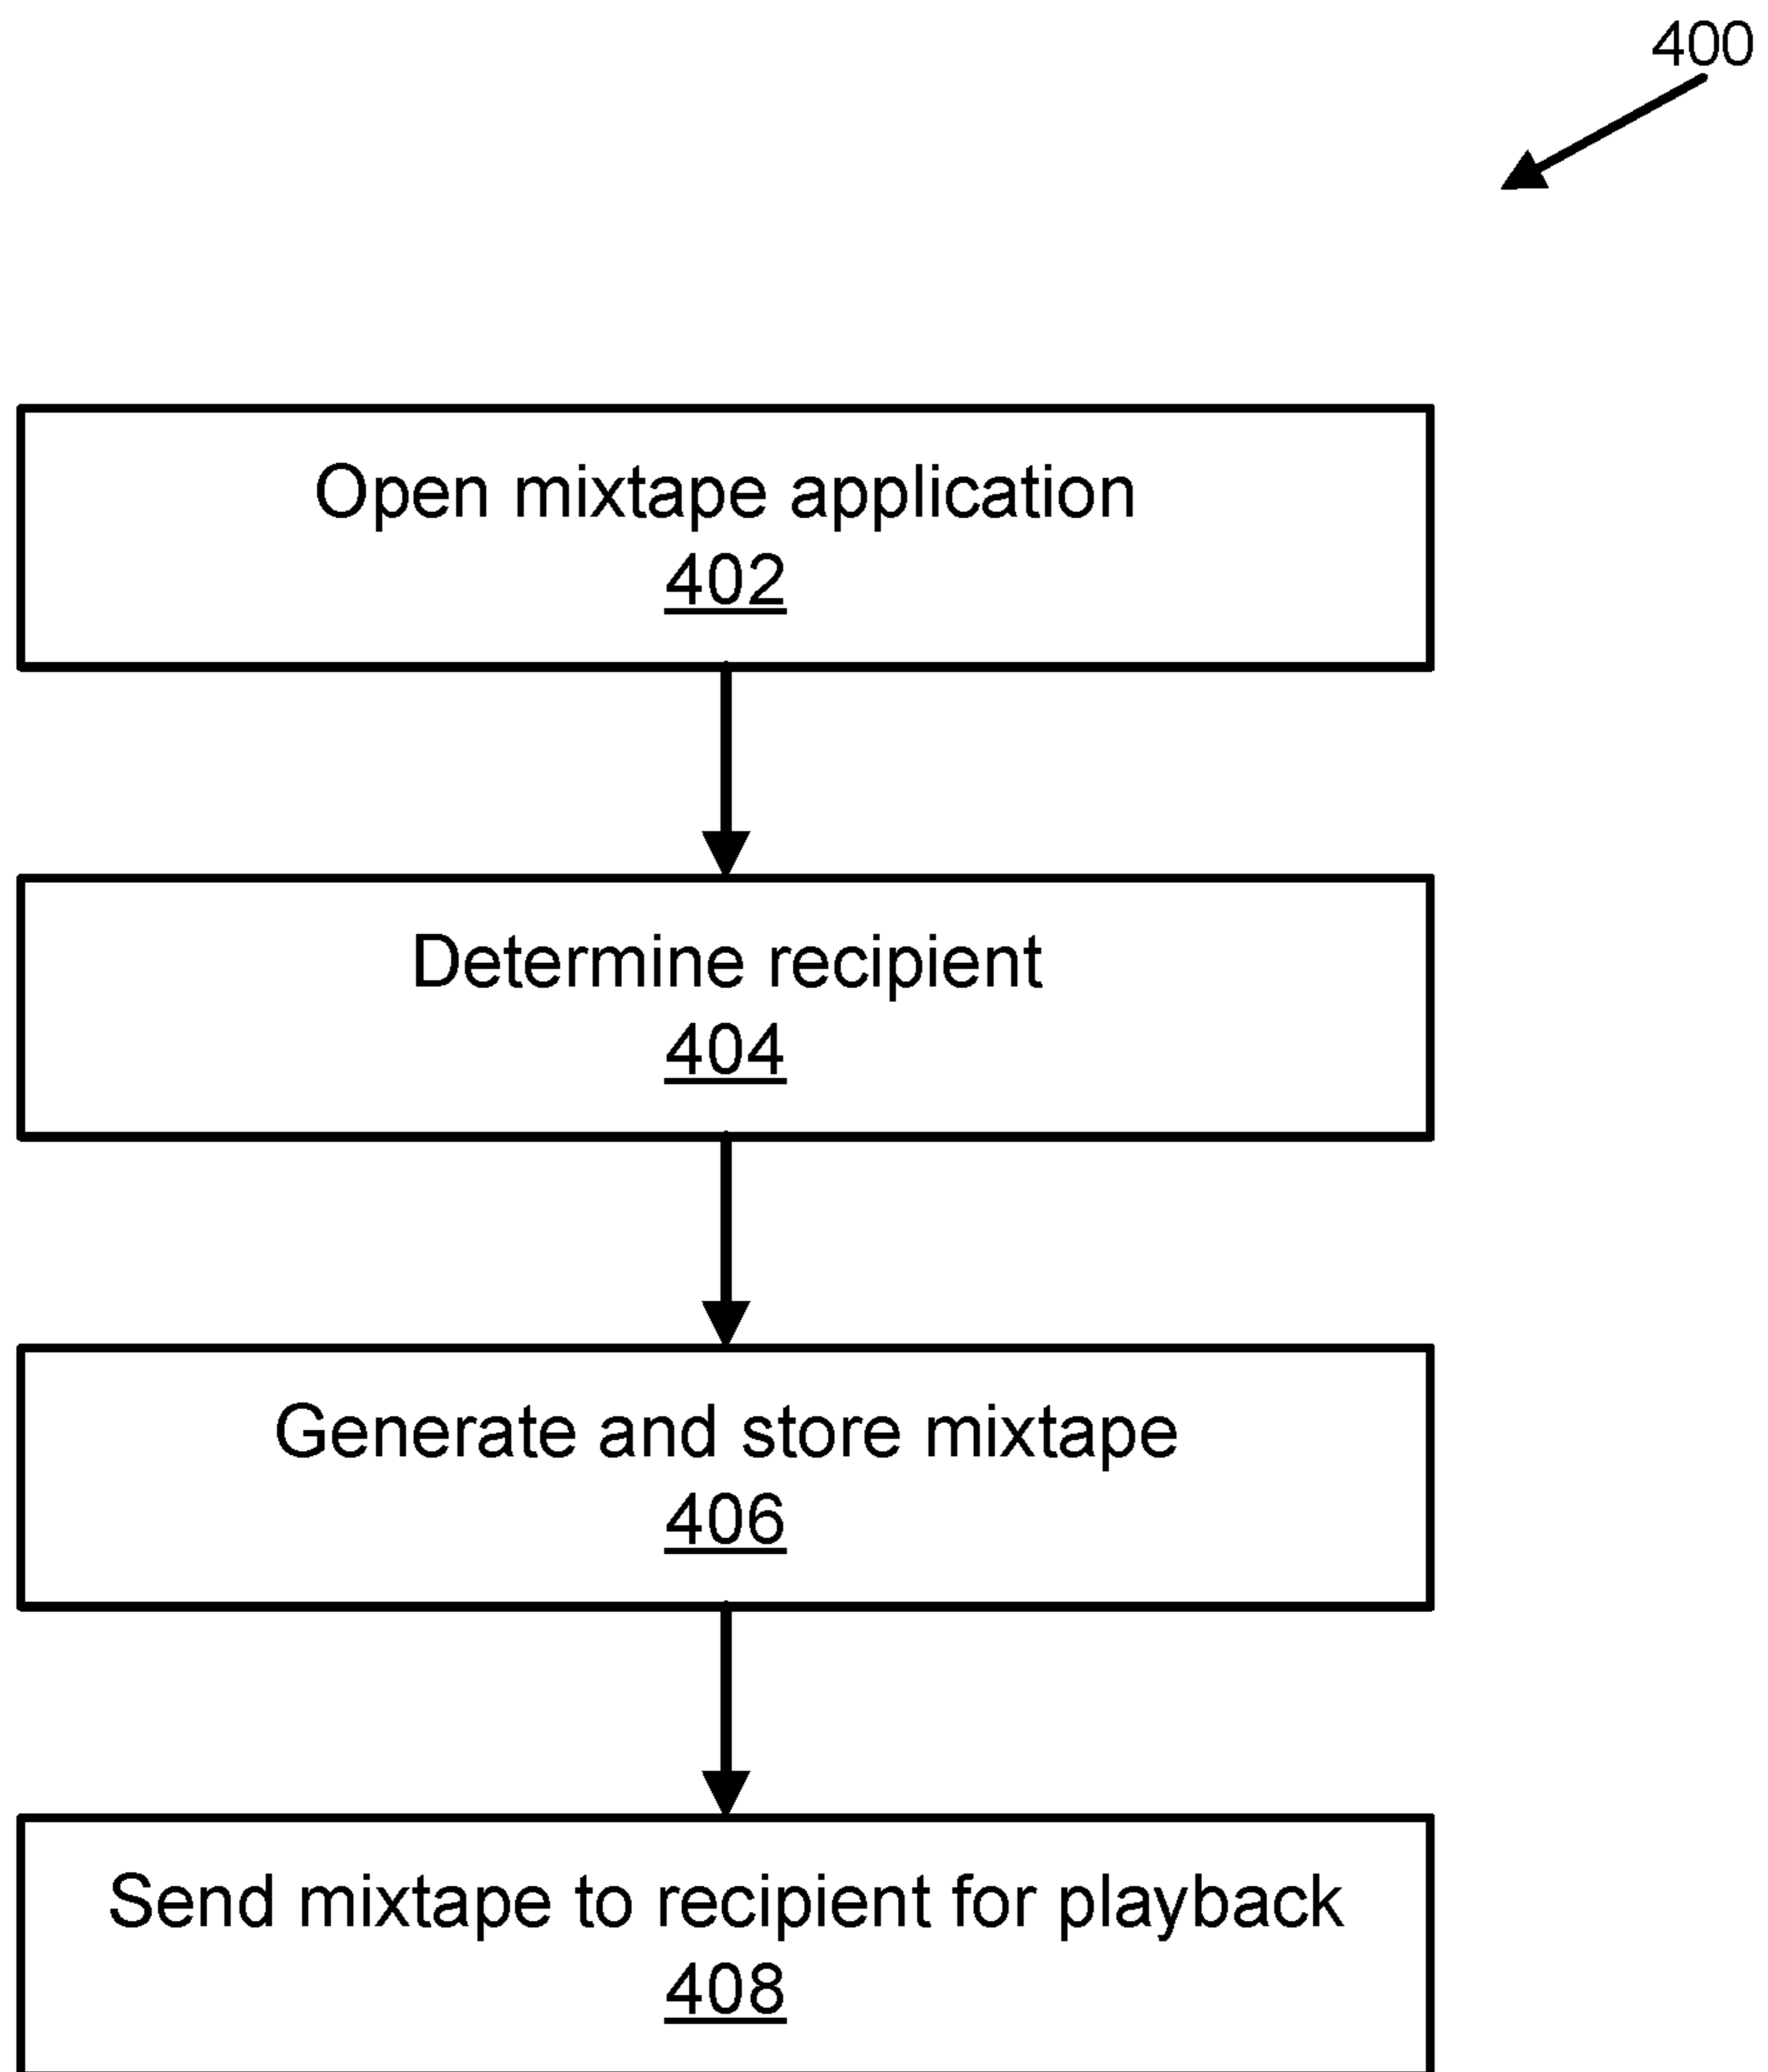 400
Open mixtape application
402
Determine recipient
404
Generate and store mixtape
406
Send mixtape to recipient for playback
408